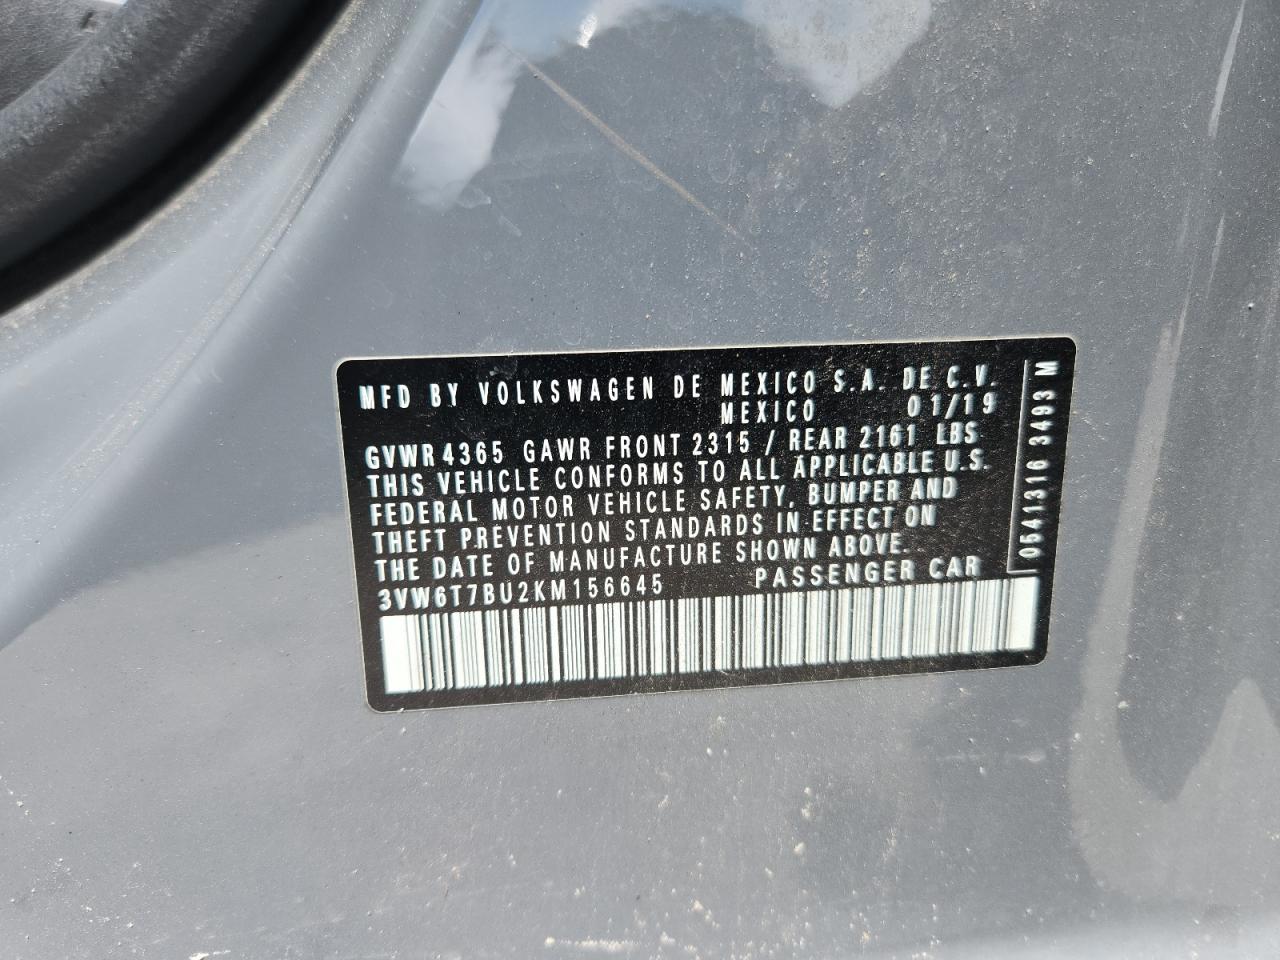 MFD BY VOLKSWAGEN DE MEXICO S.A. DE C.V.
MEXICO 01/19
GVWR 4365 GAWR FRONT 2315 / REAR 2161 LBS
THIS VEHICLE CONFORMS TO ALL APPLICABLE U.S.
FEDERAL MOTOR VEHICLE SAFETY, BUMPER AND
THEFT PREVENTION STANDARDS IN EFFECT ON
THE DATE OF MANUFACTURE SHOWN ABOVE.
3VW6T7BU2KM156645 PASSENGER CAR
0541316 3493 M